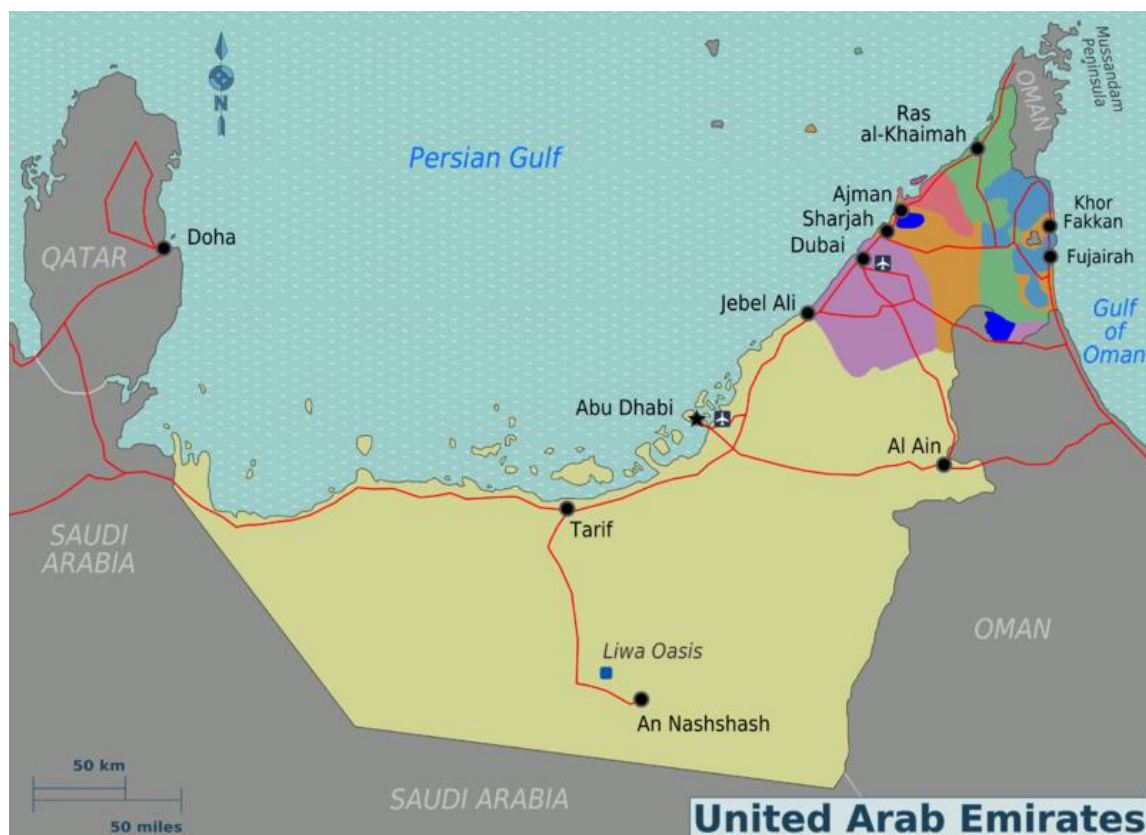 Mussandam
Peninsula
OMAN
N
Ras
al-Khaimah
Persian Gulf
Ajman
Khor
Fakkan
Sharjah
Doha
Dubai
QATAR
Fujairah
Jebel Ali
Gulf
of
Oman
Abu Dhabi
Al Ain
Tarif
SAUDI
ARABIA
OMAN
Liwa Oasis
An Nashshash
50 km
SAUDI ARABIA
50 miles
United Arab Emirates